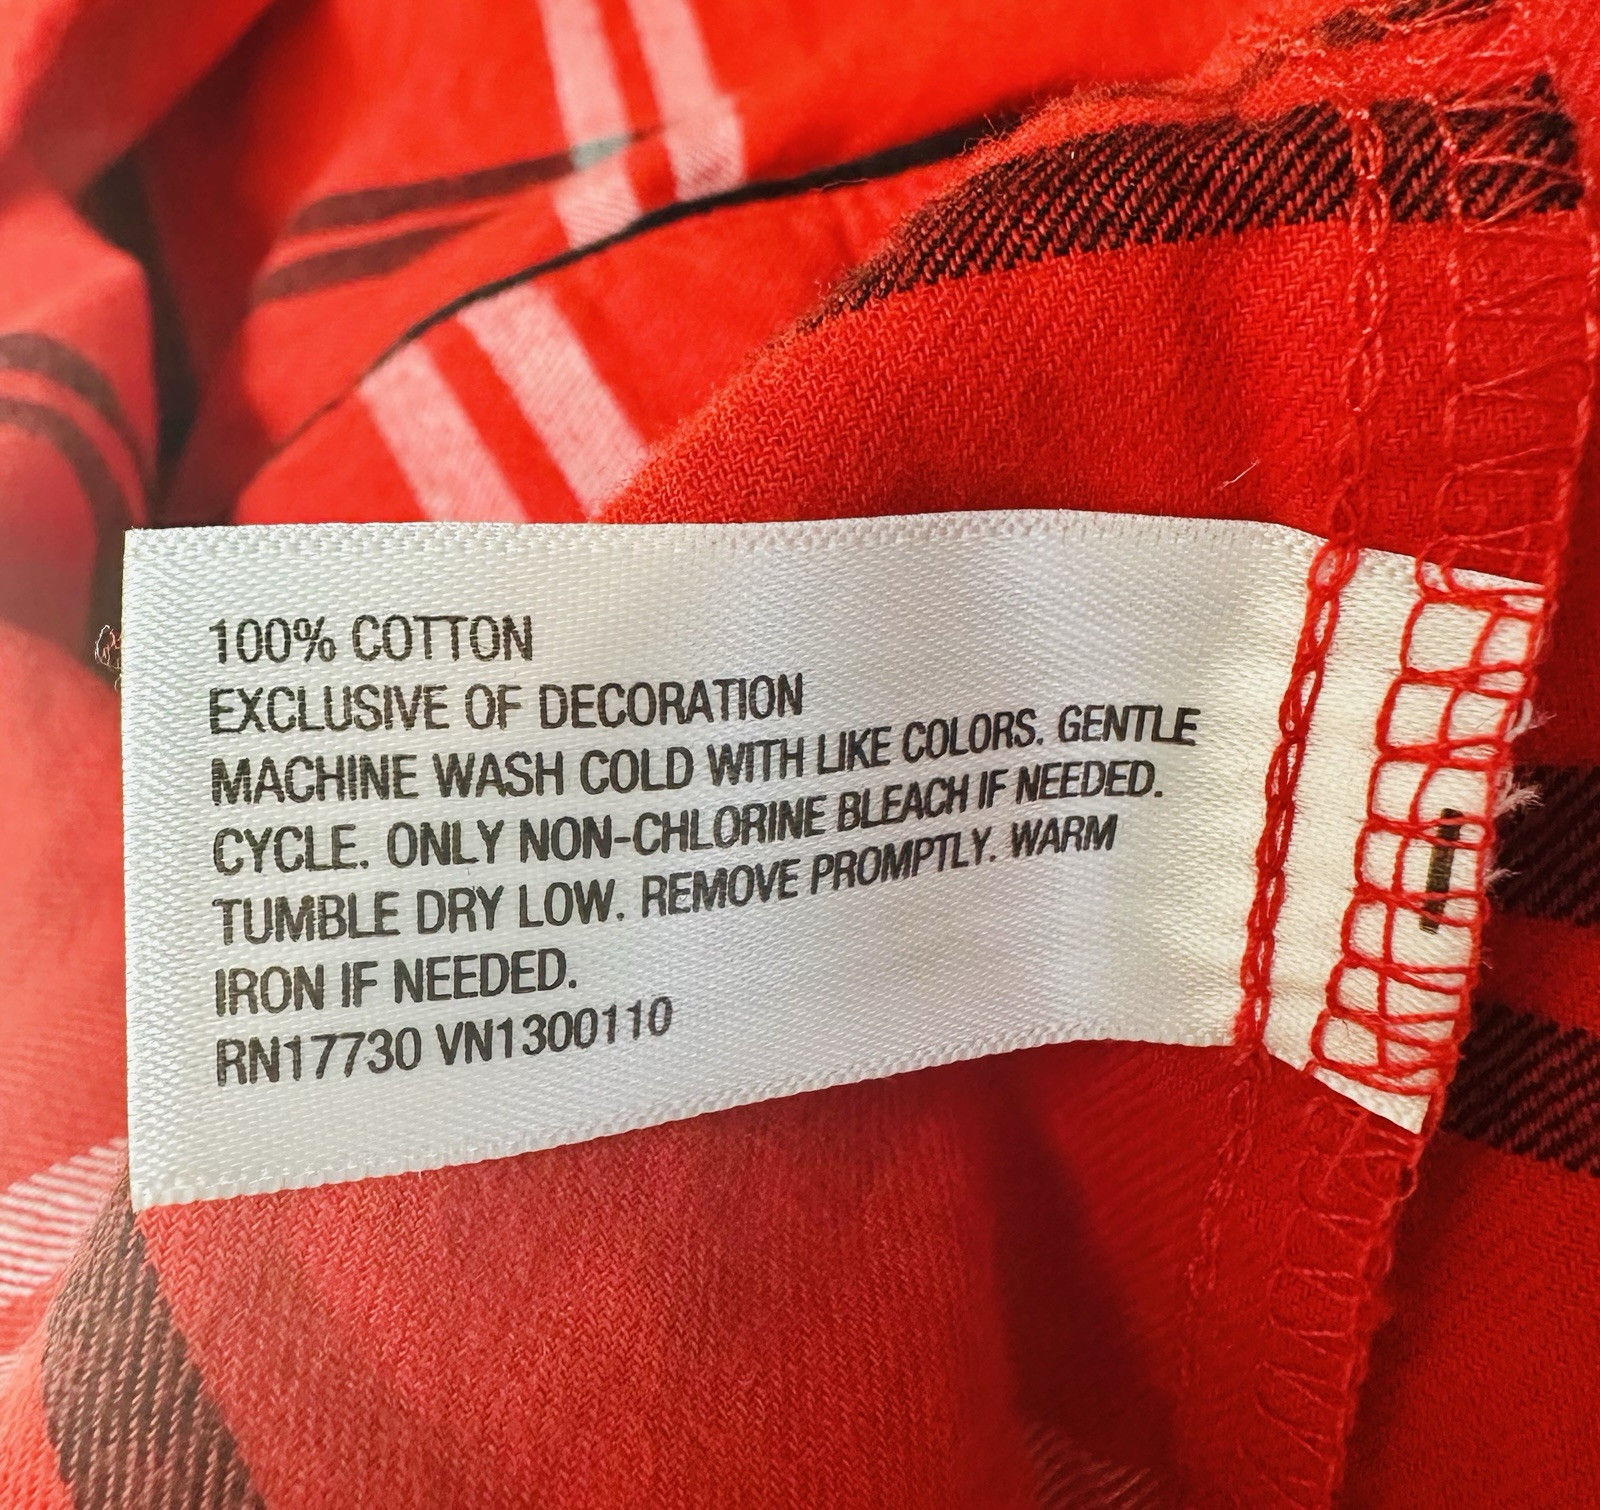 100% COTTON
EXCLUSIVE OF DECORATION
MACHINE WASH COLD WITH LIKE COLORS. GENTLE
CYCLE. ONLY NON-CHLORINE BLEACH IF NEEDED.
TUMBLE DRY LOW. REMOVE PROMPTLY. WARM
IRON IF NEEDED.
RN17730 VN1300110